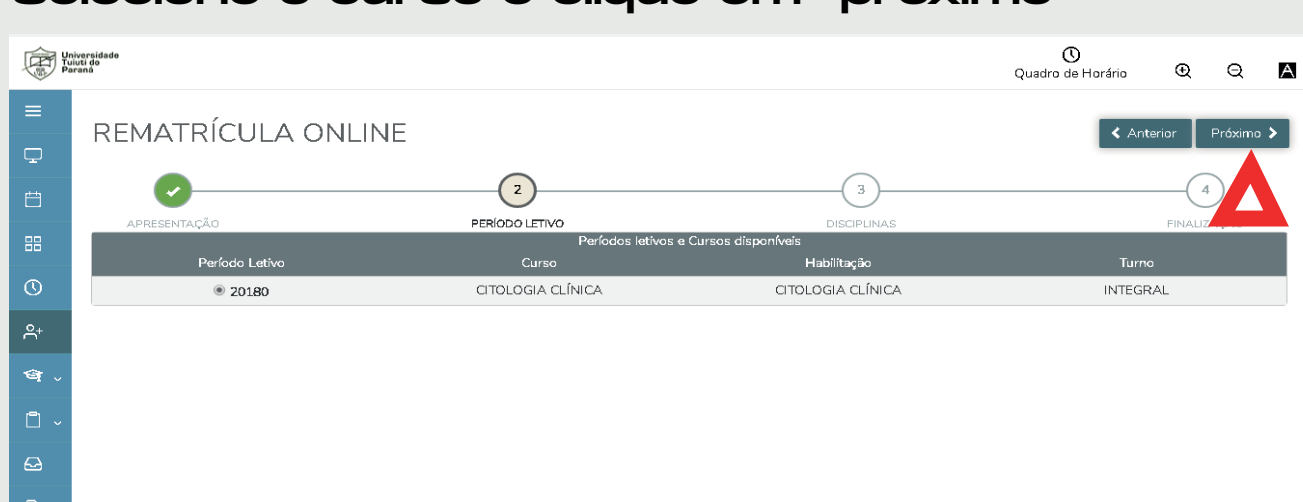 Universidade
Tuiuti do
Paraná
Quadro de Horário
A
REMATRÍCULA ONLINE
Anterior
Próximo
2
3
4
APRESENTAÇÃO
PERÍODO LETIVO
DISCIPLINAS
Períodos letivos e Cursos disponíveis
Período Letivo Curso Habilitação Turno
20180 CITOLOGIA CLÍNICA CITOLOGIA CLÍNICA INTEGRAL